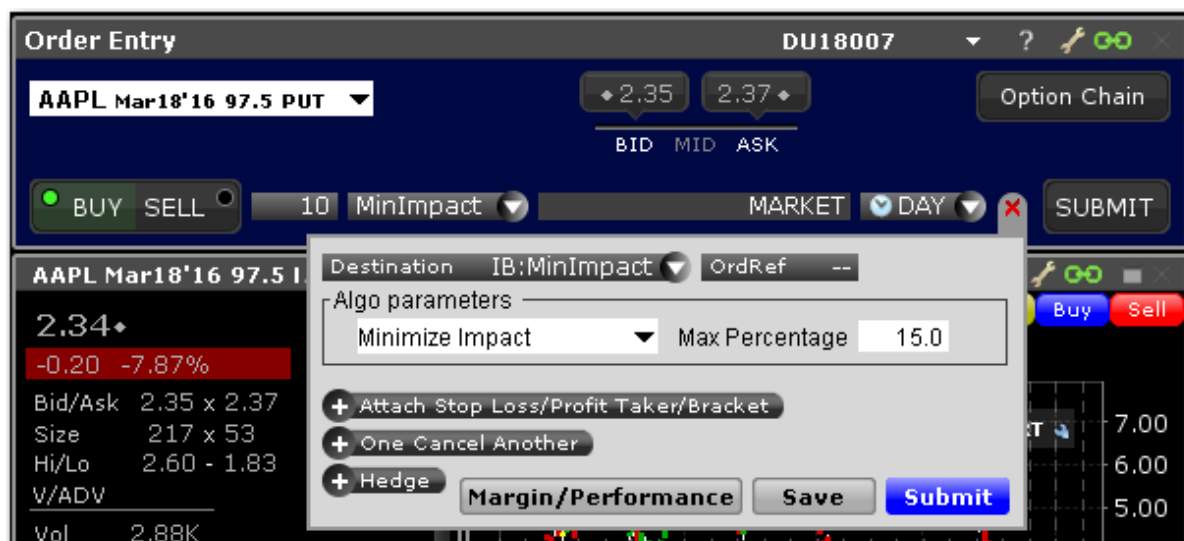 Order Entry DU18007 ?
AAPL Mar18'16 97.5 PUT 2.35 2.37 Option Chain
BID MID ASK
BUY SELL 10 MinImpact MARKET DAY SUBMIT
AAPL Mar18'16 97.5
Destination IB:MinImpact OrdRef --
Algo parameters
Buy Sell
2.34
Minimize Impact Max Percentage 15.0
-0.20 -7.87%
Bid/Ask 2.35 x 2.37
+ Attach Stop Loss/Profit Taker/Bracket
Size 217 x 53
7.00
+ One Cancel Another
Hi/Lo 2.60 - 1.83
6.00
+ Hedge
V/ADV
Margin/Performance Save Submit
5.00
Vol 2.88K